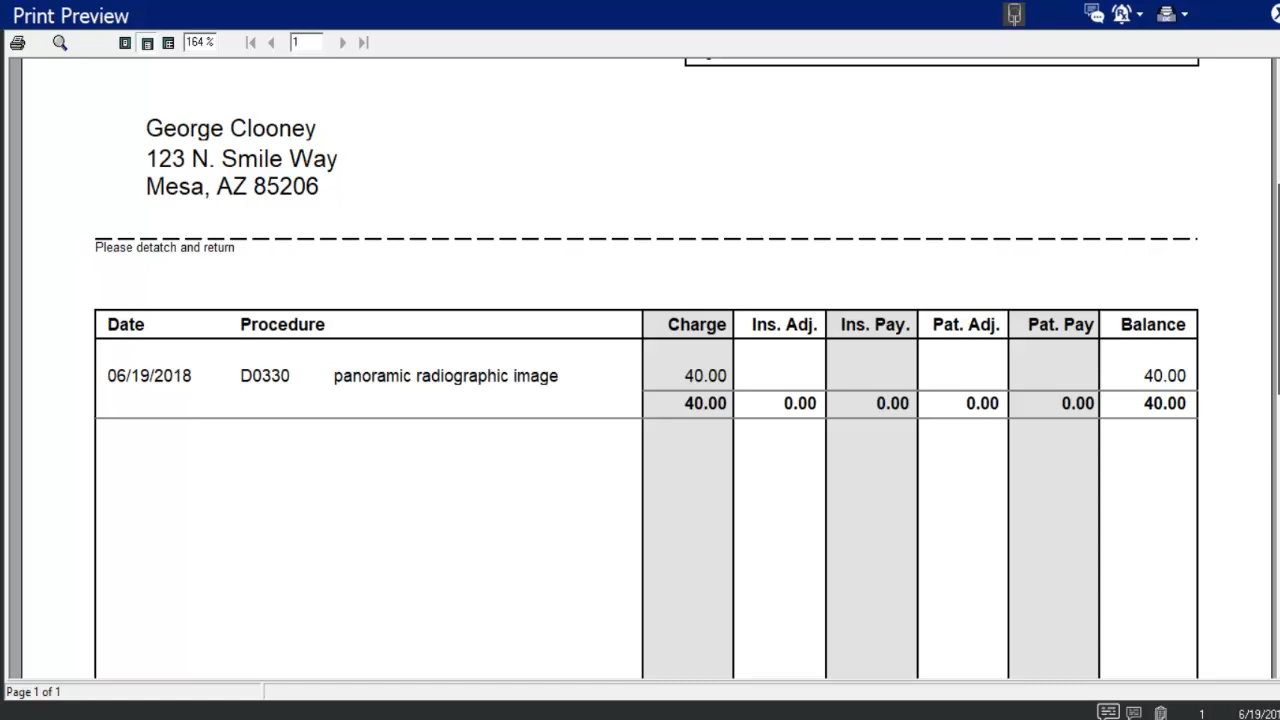 Print Preview
164 %
1
George Clooney
123 N. Smile Way
Mesa, AZ 85206
Please detatch and return
Date Procedure Charge Ins. Adj. Ins. Pay. Pat. Adj. Pat. Pay Balance
06/19/2018 D0330 panoramic radiographic image 40.00 40.00
40.00 0.00 0.00 0.00 0.00 40.00
Page 1 of 1
1 6/19/201